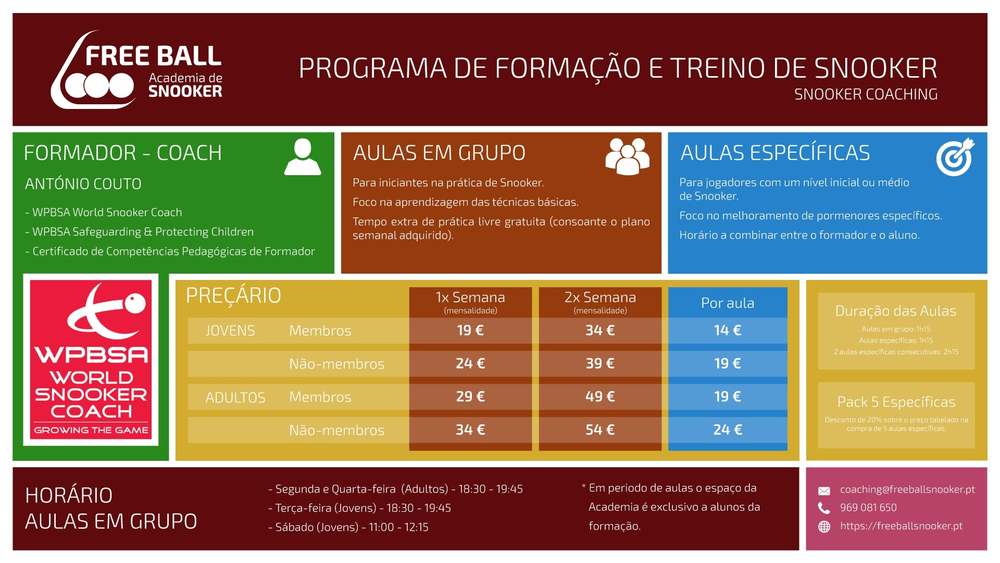 FREE BALL
Academia de
SNOOKER
PROGRAMA DE FORMAÇÃO E TREINO DE SNOOKER
SNOOKER COACHING
FORMADOR - COACH
ANTÓNIO COUTO
- WPBSA World Snooker Coach
- WPBSA Safeguarding & Protecting Children
- Certificado de Competências Pedagógicas de Formador
AULAS EM GRUPO
Para iniciantes na prática de Snooker.
Foco na aprendizagem das técnicas básicas.
Tempo extra de prática livre gratuita (consoante o plano
semanal adquirido).
AULAS ESPECÍFICAS
Para jogadores com um nível inicial ou médio
de Snooker.
Foco no melhoramento de pormenores específicos.
Horário a combinar entre o formador e o aluno.
WPBSA
WORLD
SNOOKER
COACH
GROWING THE GAME
PREÇÁRIO
1x Semana
(mensalidade)
2x Semana
(mensalidade)
Por aula
JOVENS Membros 19 € 34 € 14 €
Não-membros 24 € 39 € 19 €
ADULTOS Membros 29 € 49 € 19 €
Não-membros 34 € 54 € 24 €
Duração das Aulas
Aulas em grupo: 1h15
Aulas específicas: 1h15
2 aulas específicas consecutivas: 2h15
Pack 5 Específicas
Desconto de 20% sobre o preço tabelado na
compra de 5 aulas específicas.
HORÁRIO
AULAS EM GRUPO
- Segunda e Quarta-feira (Adultos) - 18:30 - 19:45
- Terça-feira (Jovens) - 18:30 - 19:45
- Sábado (Jovens) - 11:00 - 12:15
* Em periodo de aulas o espaço da
Academia é exclusivo a alunos da
formação.
coaching@freeballsnooker.pt
969 081 650
https://freeballsnooker.pt